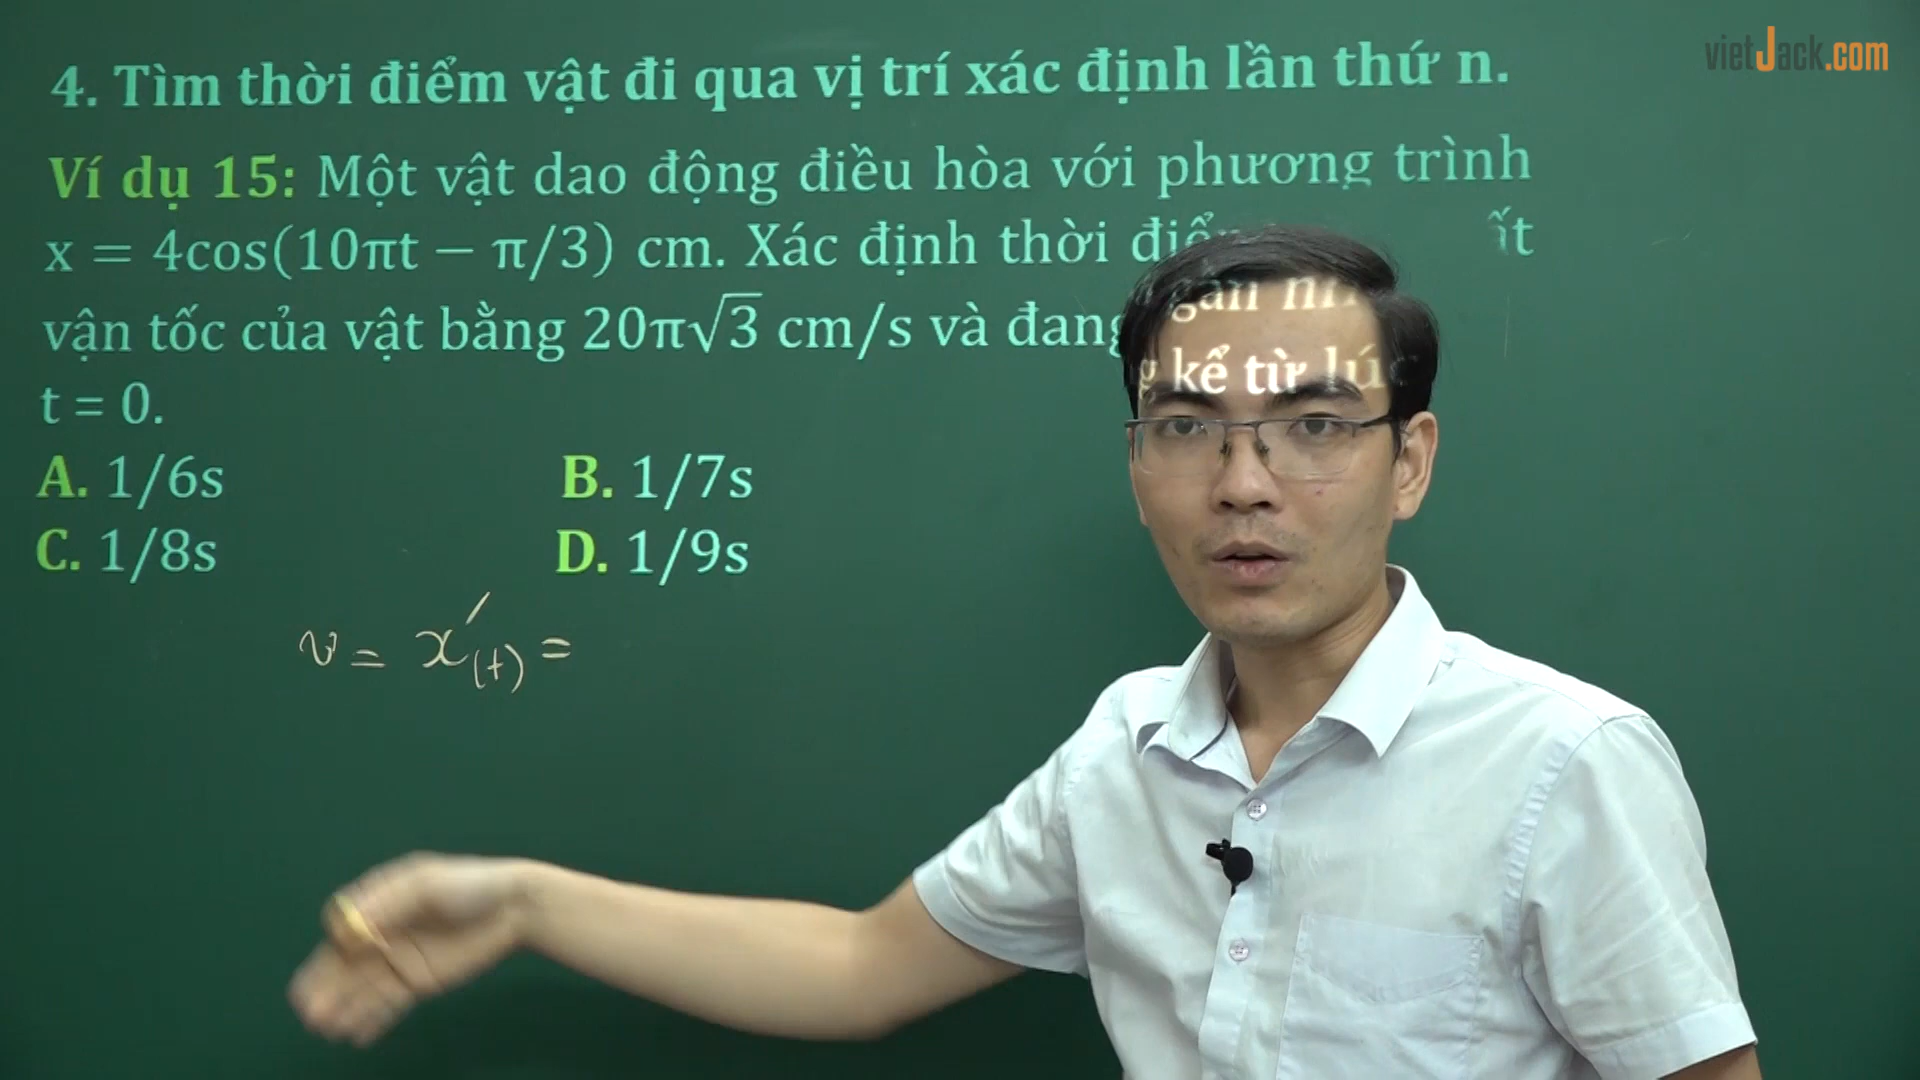 vietJack.com
4. Tìm thời điểm vật đi qua vị trí xác định lần thứ n.
Ví dụ 15: Một vật dao động điều hòa với phương trình
x = 4cos(10πt − π/3) cm. Xác định thời
vận tốc của vật bằng 20π√3 cm/s và đang kể từ
t = 0.
A. 1/6s B. 1/7s
C. 1/8s D. 1/9s
v = x'(t) =